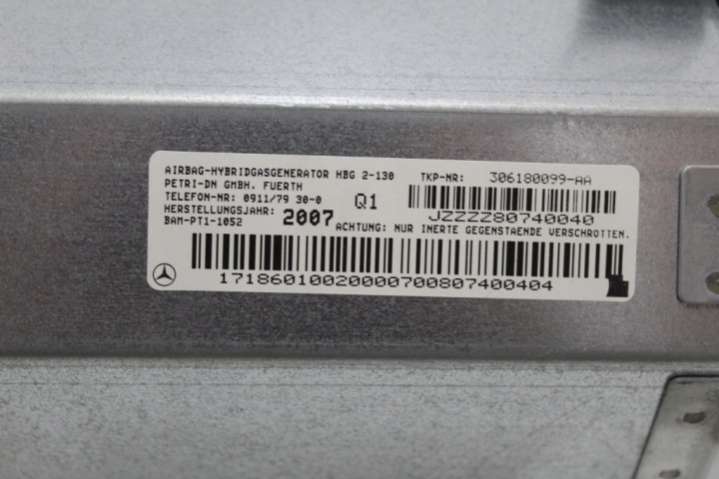 AIRBAG-HYBRIDGASGENERATOR HBG 2-130
PETRI-DN GMBH. FUERTH
TELEFON-NR: 0911/79 30-0
HERSTELLUNGSJAHR: 2007
BAM-PT1-1052
Q1
TKP-NR: 306180099-AA
JZZZZ80740040
ACHTUNG: NUR INERTE GEGENSTAENDE VERSCHROTTEN.
17186010020000700807400404